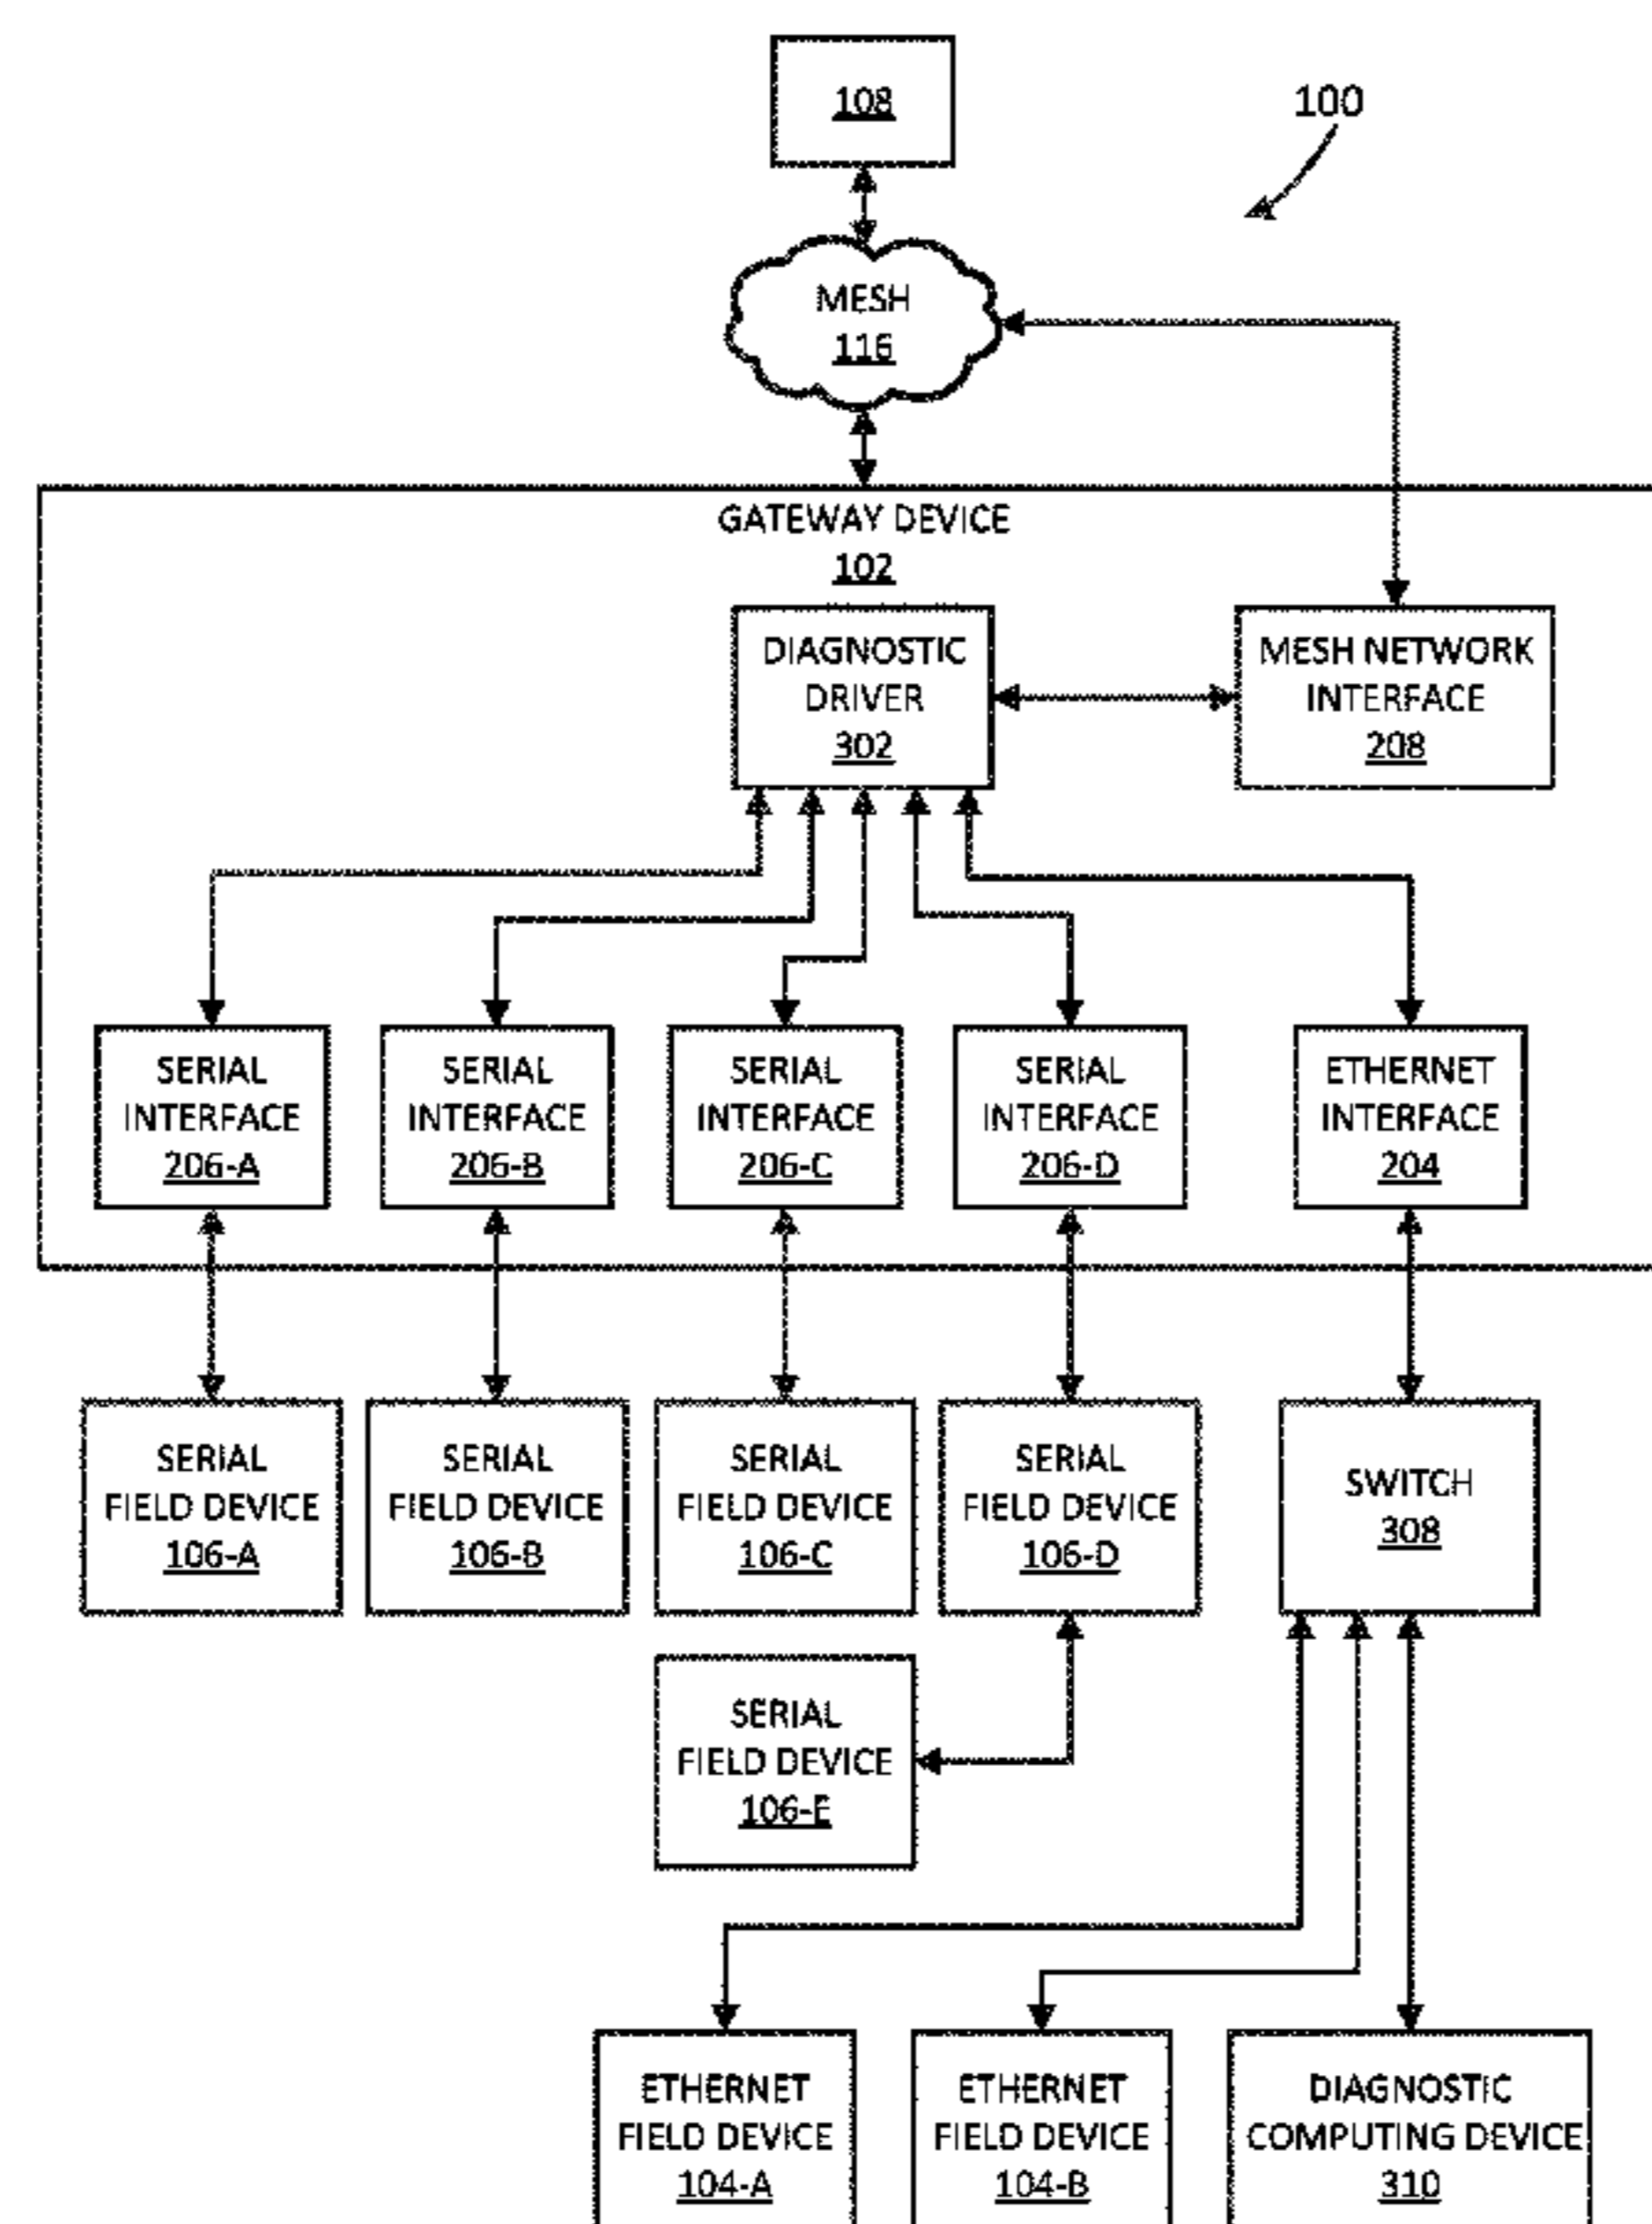 108
100
MESH
116
GATEWAY DEVICE
102
DIAGNOSTIC
DRIVER
302
MESH NETWORK
INTERFACE
208
SERIAL
INTERFACE
206-A
SERIAL
INTERFACE
206-B
SERIAL
INTERFACE
206-C
SERIAL
INTERFACE
206-D
ETHERNET
INTERFACE
204
SERIAL
FIELD DEVICE
106-A
SERIAL
FIELD DEVICE
106-B
SERIAL
FIELD DEVICE
106-C
SERIAL
FIELD DEVICE
106-D
SWITCH
308
SERIAL
FIELD DEVICE
106-E
ETHERNET
FIELD DEVICE
104-A
ETHERNET
FIELD DEVICE
104-B
DIAGNOSTIC
COMPUTING DEVICE
310